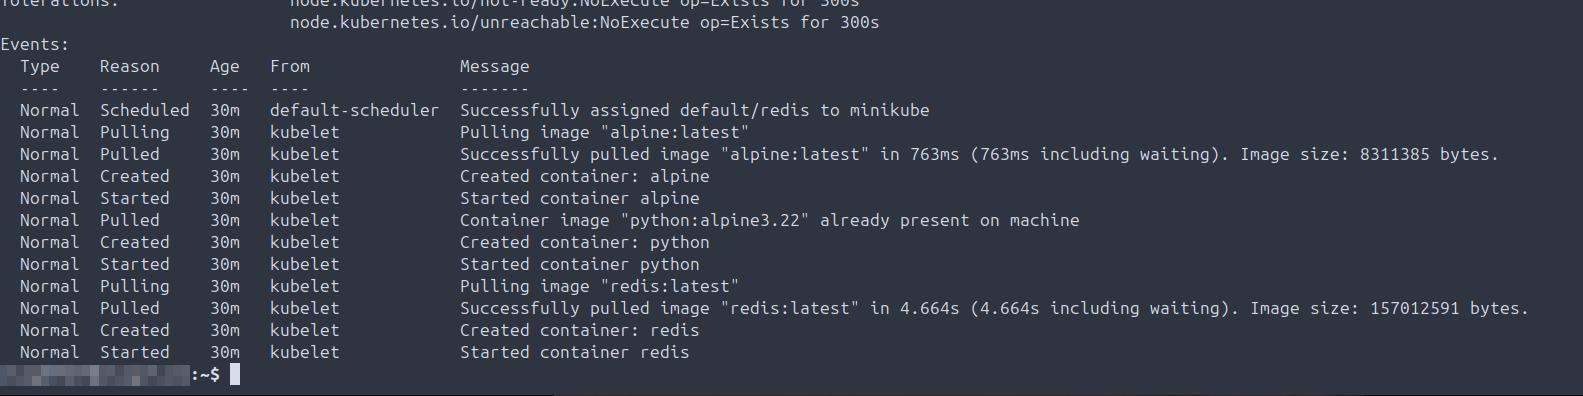 Tolerations: node.kubernetes.io/not-ready:NoExecute op=Exists for 300s
node.kubernetes.io/unreachable:NoExecute op=Exists for 300s
Events:
Type Reason Age From Message
---- ------ ---- ---- -------
Normal Scheduled 30m default-scheduler Successfully assigned default/redis to minikube
Normal Pulling 30m kubelet Pulling image "alpine:latest"
Normal Pulled 30m kubelet Successfully pulled image "alpine:latest" in 763ms (763ms including waiting). Image size: 8311385 bytes.
Normal Created 30m kubelet Created container: alpine
Normal Started 30m kubelet Started container alpine
Normal Pulled 30m kubelet Container image "python:alpine3.22" already present on machine
Normal Created 30m kubelet Created container: python
Normal Started 30m kubelet Started container python
Normal Pulling 30m kubelet Pulling image "redis:latest"
Normal Pulled 30m kubelet Successfully pulled image "redis:latest" in 4.664s (4.664s including waiting). Image size: 157012591 bytes.
Normal Created 30m kubelet Created container: redis
Normal Started 30m kubelet Started container redis
:~$